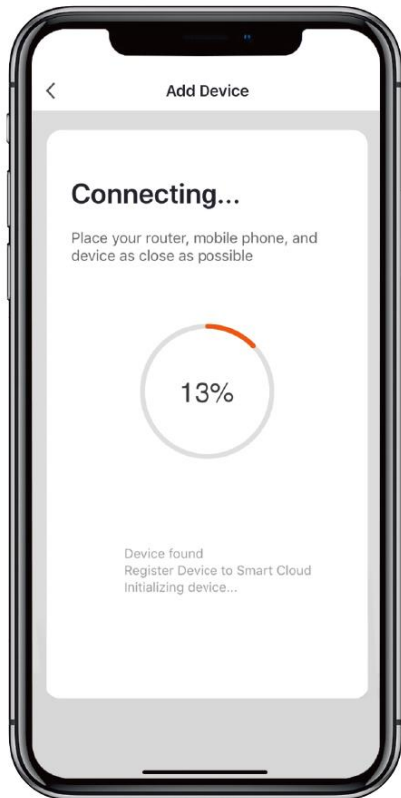 Add Device
Connecting...
Place your router, mobile phone, and
device as close as possible
13%
Device found
Register Device to Smart Cloud
Initializing device...